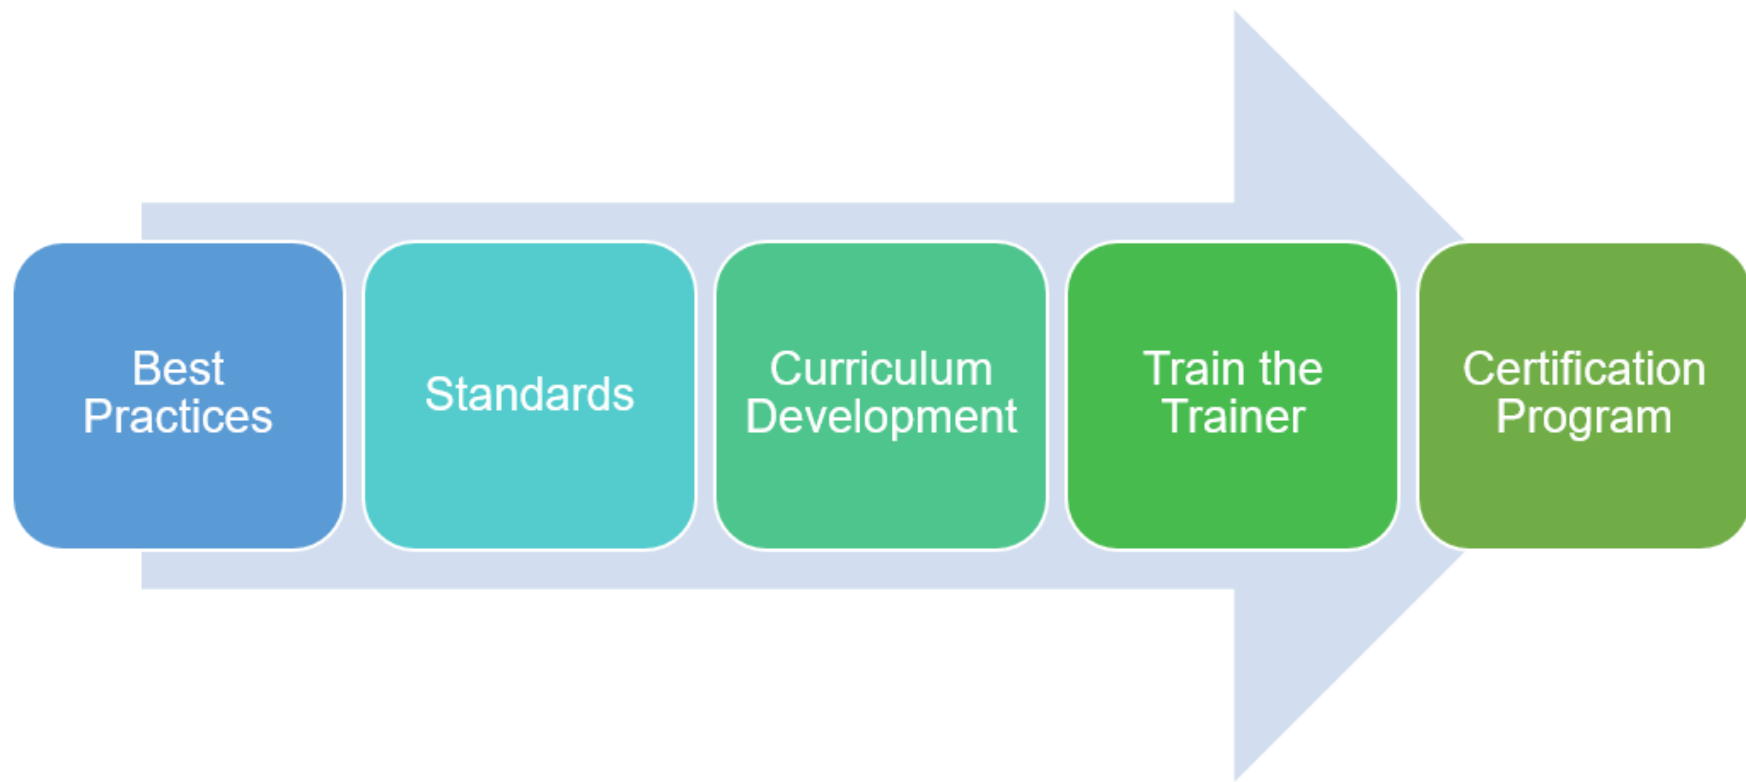 Best
Practices
Standards
Curriculum
Development
Train the
Trainer
Certification
Program